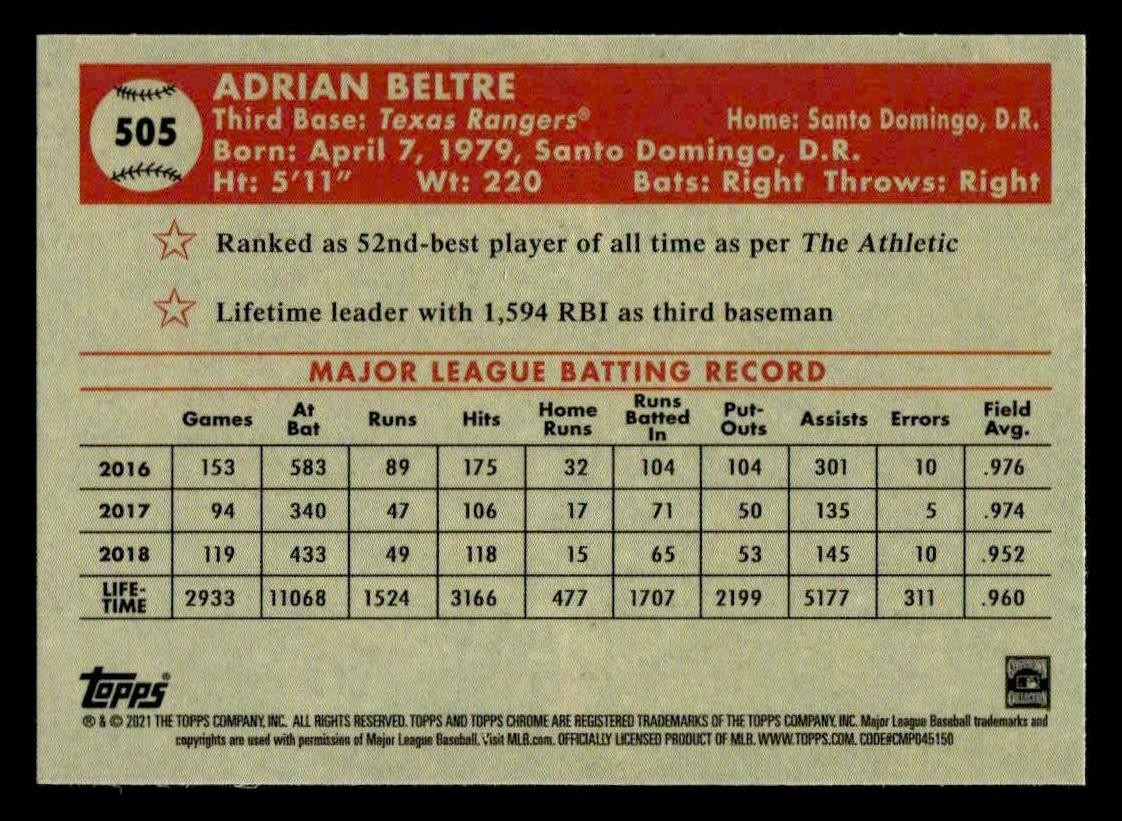 505
ADRIAN BELTRE
Third Base: Texas Rangers® Home: Santo Domingo, D.R.
Born: April 7, 1979, Santo Domingo, D.R.
Ht: 5'11" Wt: 220 Bats: Right Throws: Right
Ranked as 52nd-best player of all time as per The Athletic
Lifetime leader with 1,594 RBI as third baseman
MAJOR LEAGUE BATTING RECORD
Games At Bat Runs Hits Home Runs Runs Batted In Put-Outs Assists Errors Field Avg.
2016 153 583 89 175 32 104 104 301 10 .976
2017 94 340 47 106 17 71 50 135 5 .974
2018 119 433 49 118 15 65 53 145 10 .952
LIFE-TIME 2933 11068 1524 3166 477 1707 2199 5177 311 .960
Topps®
COOPERSTOWN COLLECTION
® & © 2021 THE TOPPS COMPANY, INC. ALL RIGHTS RESERVED. TOPPS AND TOPPS CHROME ARE REGISTERED TRADEMARKS OF THE TOPPS COMPANY, INC. Major League Baseball trademarks and
copyrights are used with permission of Major League Baseball. Visit MLB.com. OFFICIALLY LICENSED PRODUCT OF MLB. WWW.TOPPS.COM. CODE#CMP045150